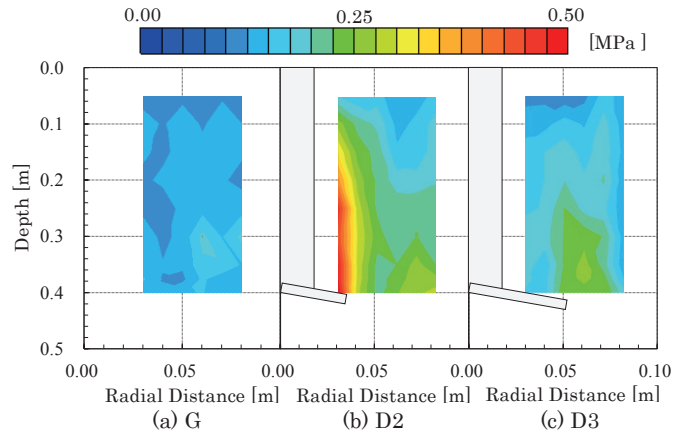 0.00 0.25 0.50
[MPa ]
0.0
0.1
0.2
0.3
0.4
0.5
Depth [m]
0.00 0.05 0.00 0.05 0.00 0.05 0.10
Radial Distance [m] Radial Distance [m] Radial Distance [m]
(a) G (b) D2 (c) D3